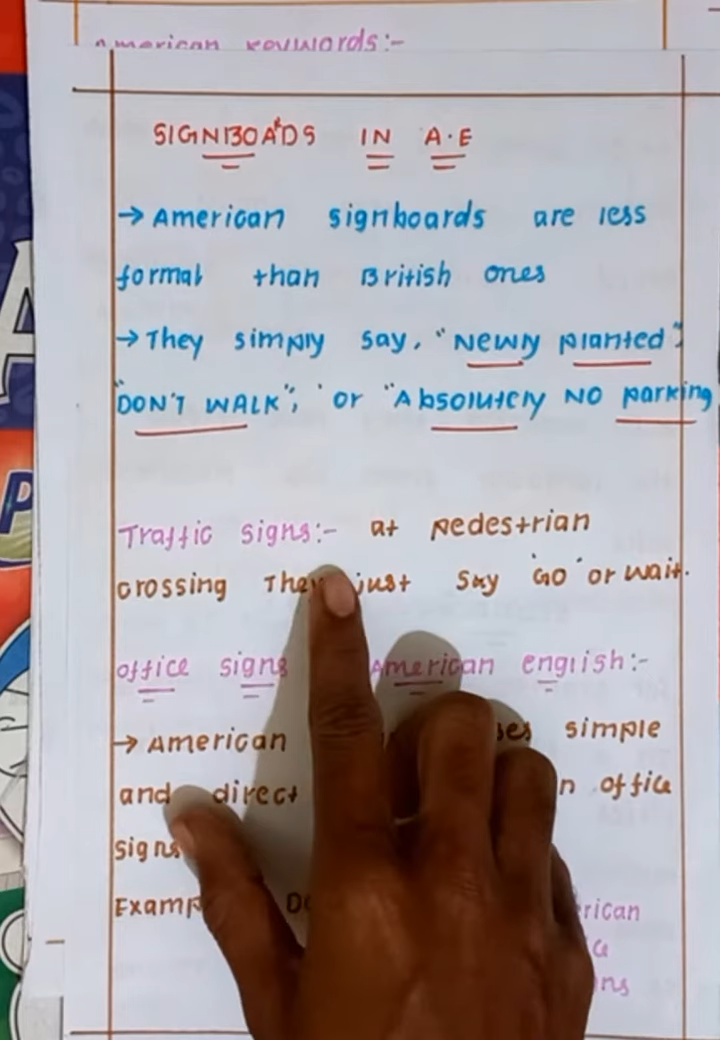 American keywords:-
SIGNBOARDS IN A.E
→ American signboards are less
formal than British ones
→ They simply say, "Newly planted",
"DON'T WALK", or "Absolutely NO parking
Traffic signs:- at pedestrian
crossing They just say "GO" or wait.
office signs American english:-
→ American simple
and direct office
signs